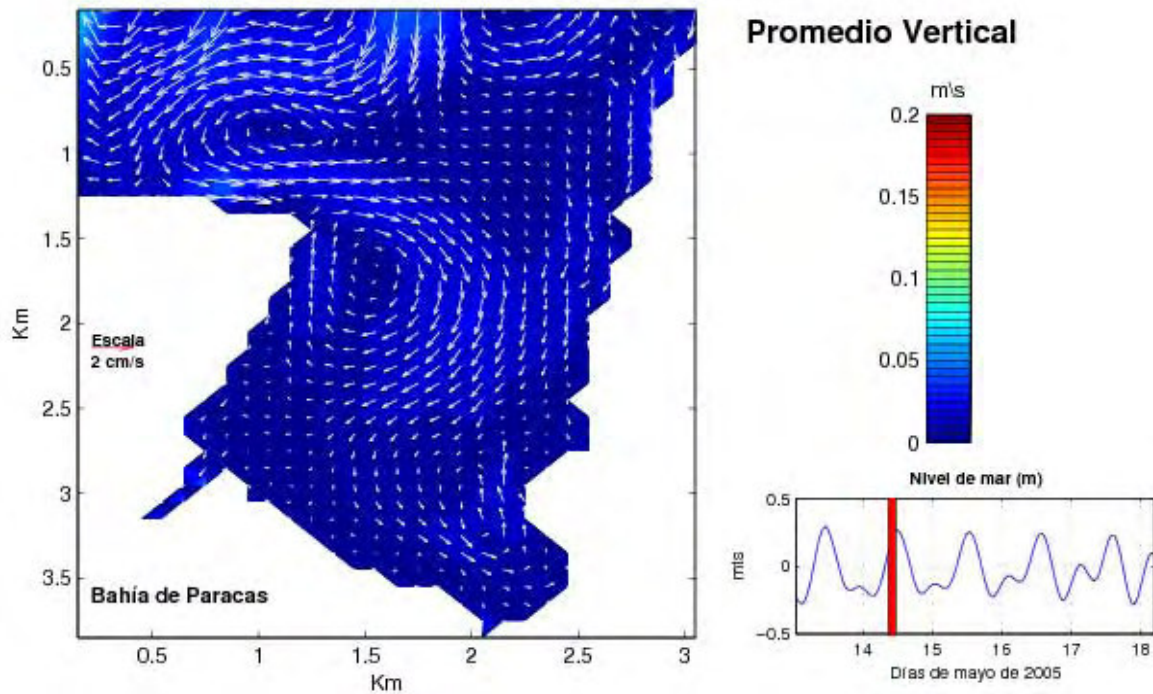 Promedio Vertical
0.5
1
1.5
2
2.5
3
3.5
Km
Escala
2 cm/s
Bahía de Paracas
0.5
1
1.5
2
2.5
3
Km
m\s
0.2
0.15
0.1
0.05
0
Nivel de mar (m)
0.5
0
−0.5
mts
14
15
16
17
18
Días de mayo de 2005